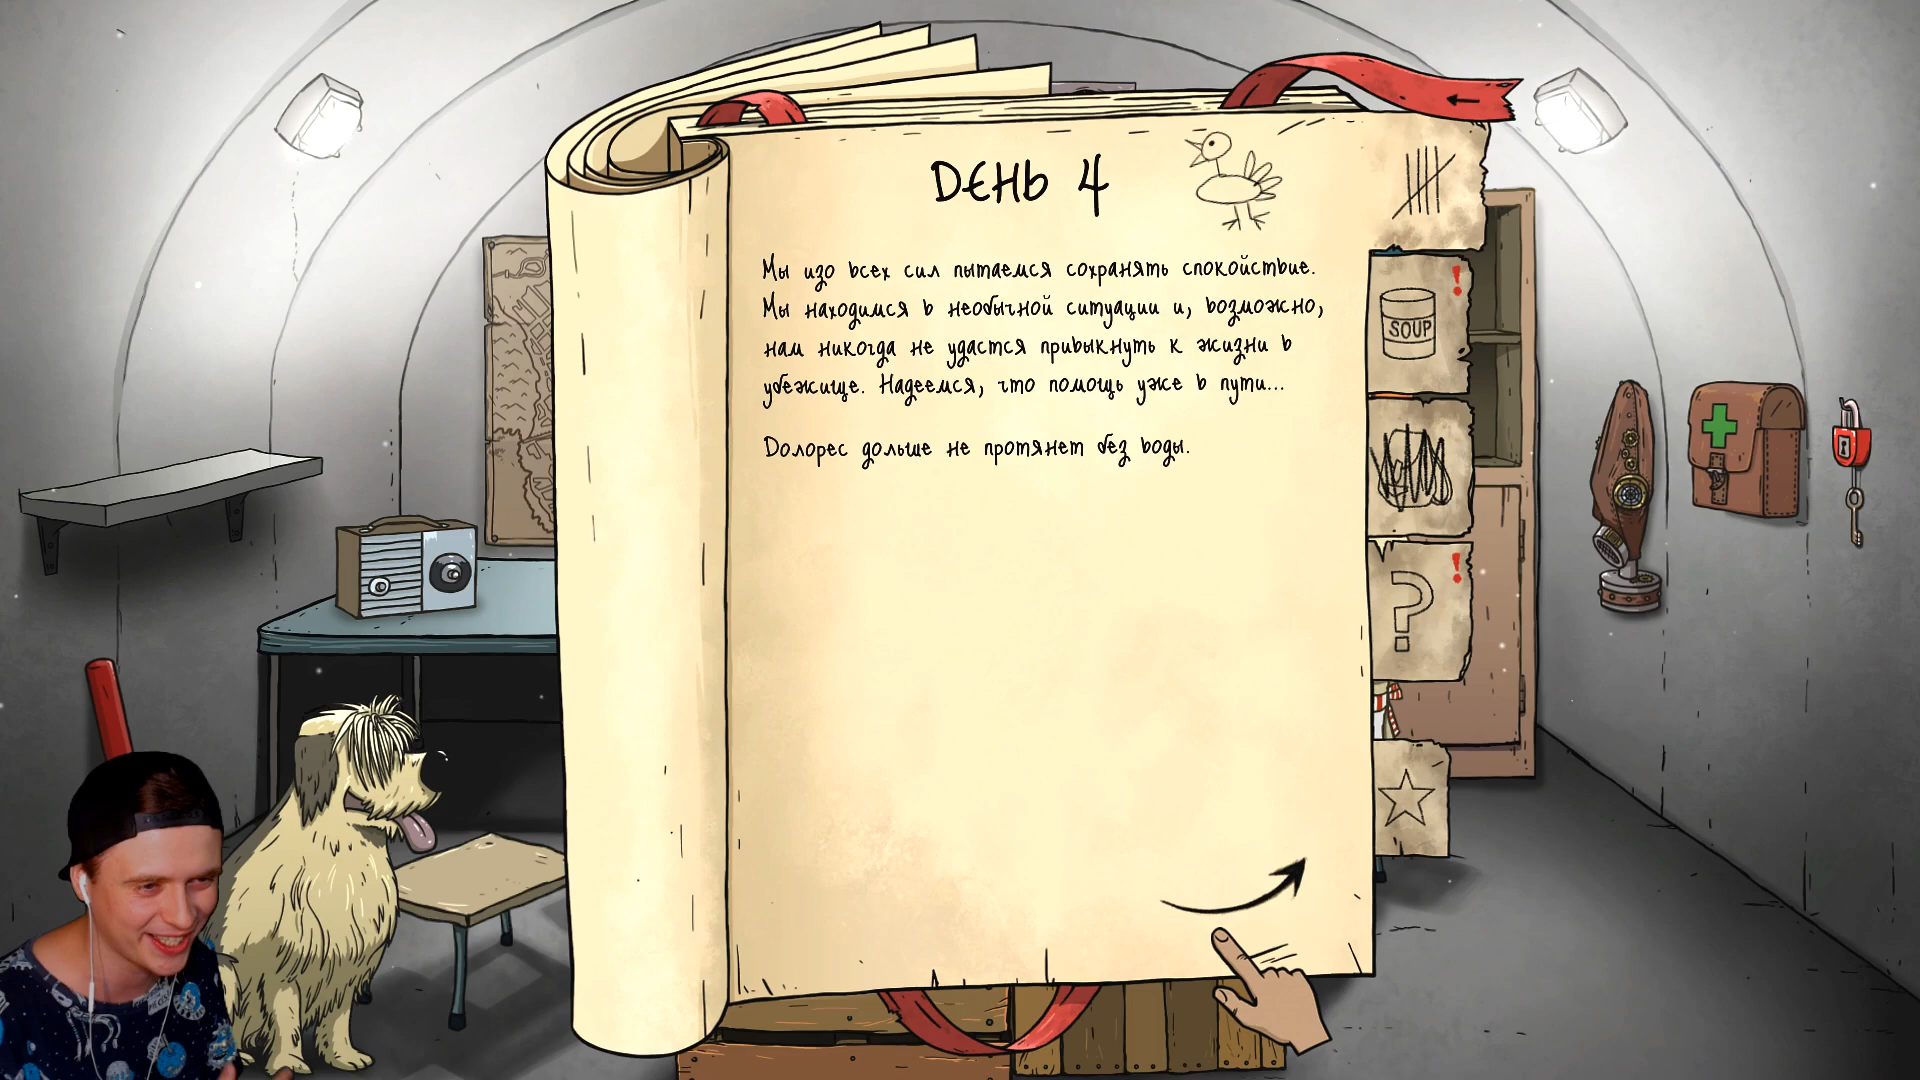 ДЕНЬ 4
Мы изо всех сил пытаемся сохранять спокойствие.
Мы находимся в необычной ситуации и, возможно,
нам никогда не удастся привыкнуть к жизни в
убежище. Надеемся, что помощь уже в пути...
Долорес дольше не протянет без воды.
!
SOUP
!
?